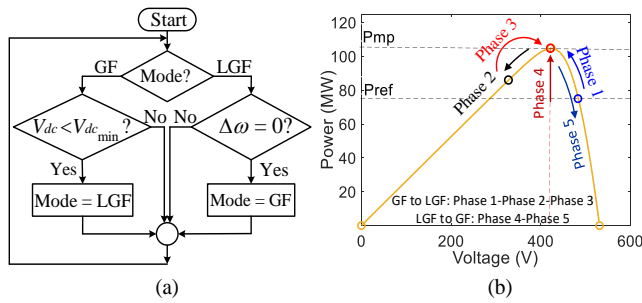 Start
GF
Mode?
LGF
Vdc<Vdc_min?
No
No
Δω = 0?
Yes
Yes
Mode = LGF
Mode = GF
(a)
Power (MW)
120
100
80
60
40
20
0
Pmp
Pref
Phase 3
Phase 2
Phase 4
Phase 1
Phase 5
GF to LGF: Phase 1-Phase 2-Phase 3
LGF to GF: Phase 4-Phase 5
0
200
400
600
Voltage (V)
(b)